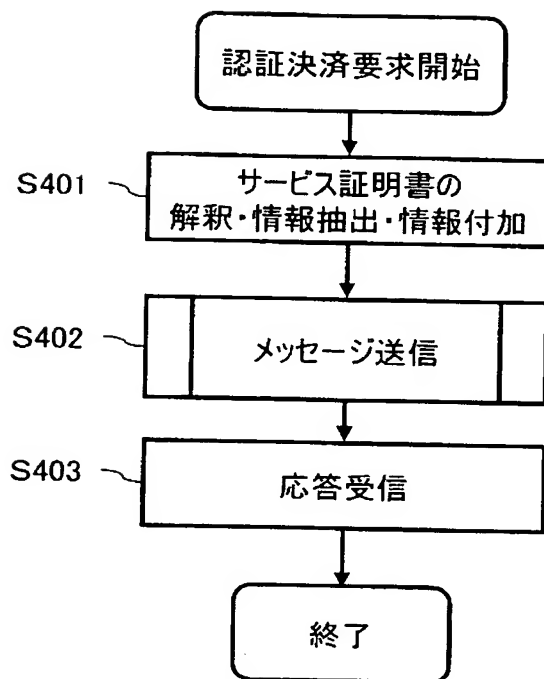 認証決済要求開始
S401
サービス証明書の
解釈・情報抽出・情報付加
S402
メッセージ送信
S403
応答受信
終了